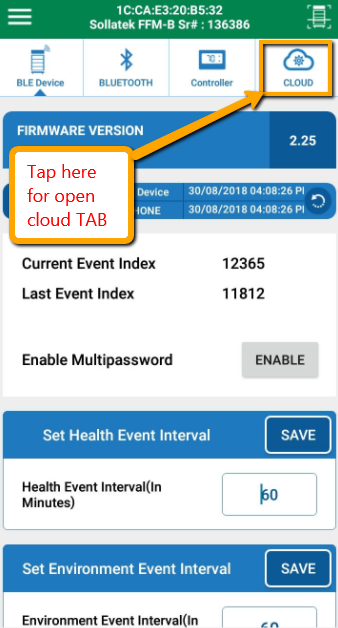 1C:CA:E3:20:B5:32
Sollatek FFM-B Sr# : 136386
BLE Device
BLUETOOTH
Controller
CLOUD
FIRMWARE VERSION
2.25
Tap here
for open
cloud TAB
Device 30/08/2018 04:08:26 P
HONE 30/08/2018 04:08:26 P
Current Event Index 12365
Last Event Index 11812
Enable Multipassword ENABLE
Set Health Event Interval SAVE
Health Event Interval(In
Minutes)
60
Set Environment Event Interval SAVE
Environment Event Interval(In
60